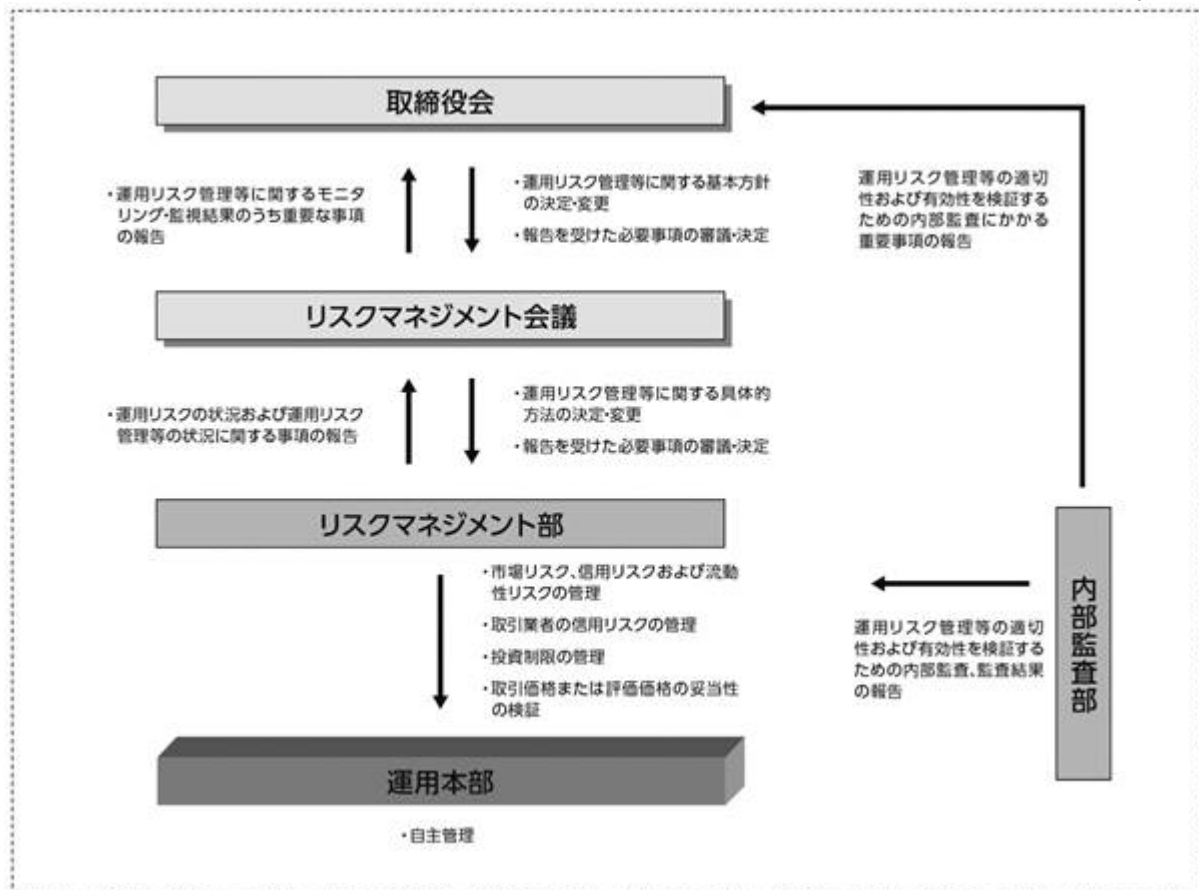 取締役会
・運用リスク管理等に関するモニタ
リング・監視結果のうち重要な事項
の報告
・運用リスク管理等に関する基本方針
の決定・変更
・報告を受けた必要事項の審議・決定
運用リスク管理等の適切
性および有効性を検証する
ための内部監査にかかる
重要事項の報告
リスクマネジメント会議
・運用リスクの状況および運用リスク
管理等の状況に関する事項の報告
・運用リスク管理等に関する具体的
方法の決定・変更
・報告を受けた必要事項の審議・決定
リスクマネジメント部
・市場リスク、信用リスクおよび流動
性リスクの管理
・取引業者の信用リスクの管理
・投資制限の管理
・取引価格または評価価格の妥当性
の検証
運用リスク管理等の適切
性および有効性を検証する
ための内部監査、監査結果
の報告
内部監査部
運用本部
・自主管理